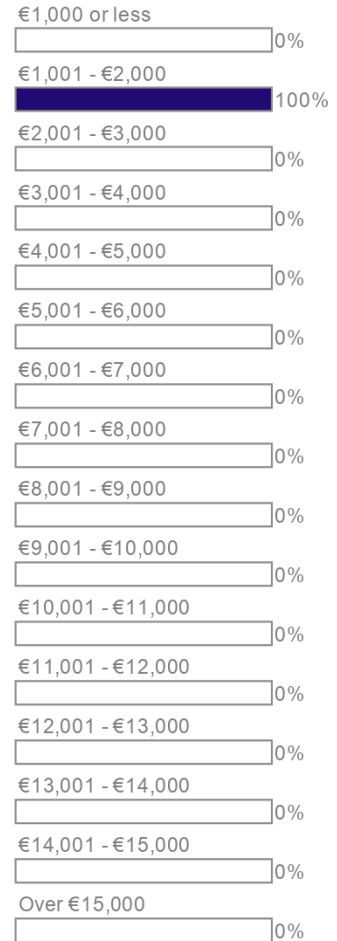 €1,000 or less
0%
€1,001 - €2,000
100%
€2,001 - €3,000
0%
€3,001 - €4,000
0%
€4,001 - €5,000
0%
€5,001 - €6,000
0%
€6,001 - €7,000
0%
€7,001 - €8,000
0%
€8,001 - €9,000
0%
€9,001 - €10,000
0%
€10,001 - €11,000
0%
€11,001 - €12,000
0%
€12,001 - €13,000
0%
€13,001 - €14,000
0%
€14,001 - €15,000
0%
Over €15,000
0%